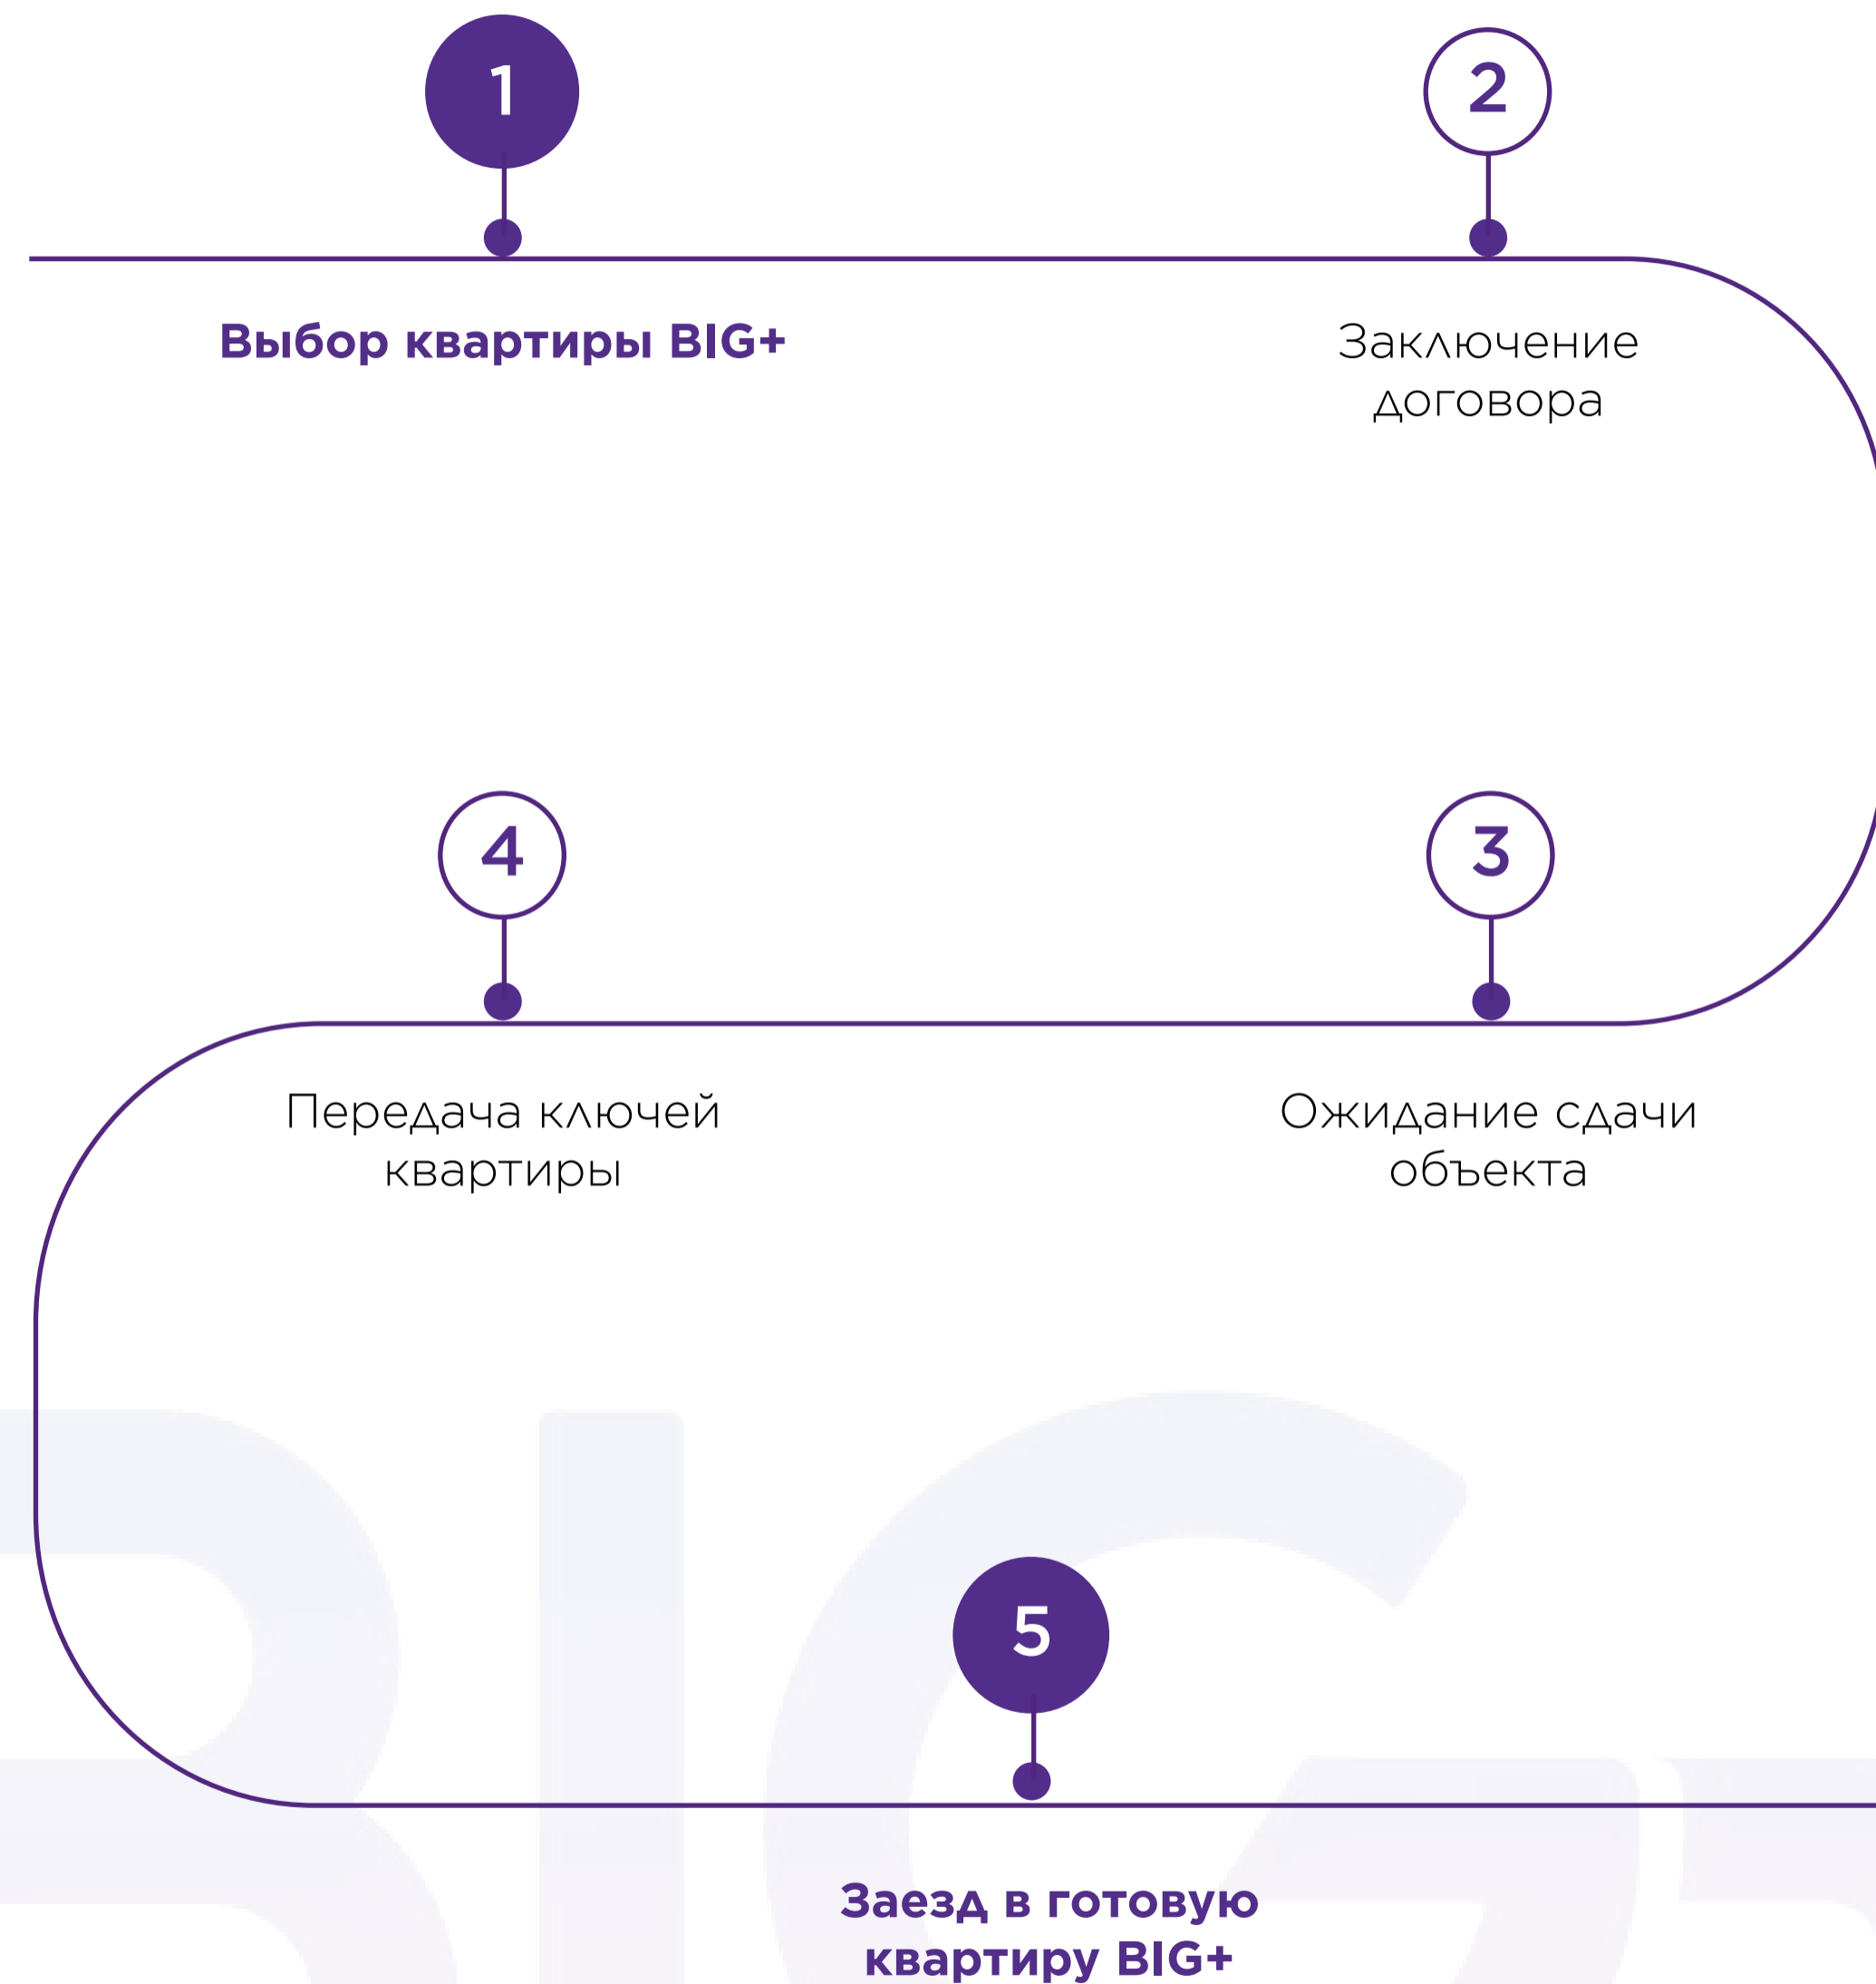 1
Выбор квартиры BIG+
2
Заключение
договора
3
Ожидание сдачи
объекта
4
Передача ключей
квартиры
5
Заезд в готовую
квартиру BIG+
BIG+